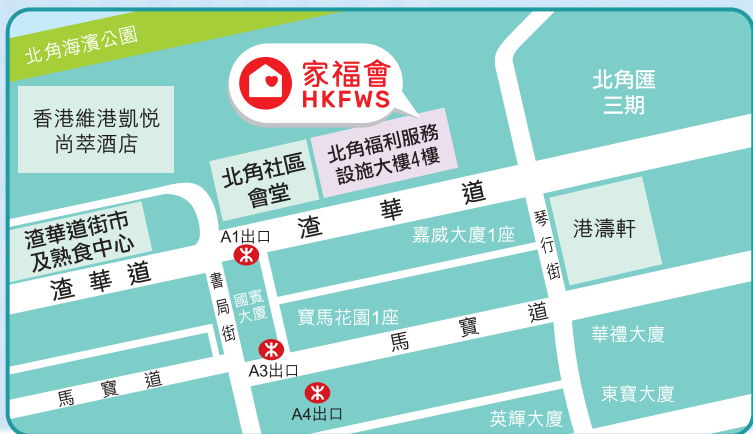 北角海濱公園
家福會
HKFWS
北角匯
三期
香港維港凱悦
尚萃酒店
北角福利服務
設施大樓4樓
北角社區
會堂
渣華道
港濤軒
琴行街
嘉威大廈1座
渣華道街市
及熟食中心
A1出口
渣華道
書局街
國賓
大廈
寶馬花園1座
馬寶道
華禮大廈
A3出口
馬寶道
A4出口
東寶大廈
英輝大廈